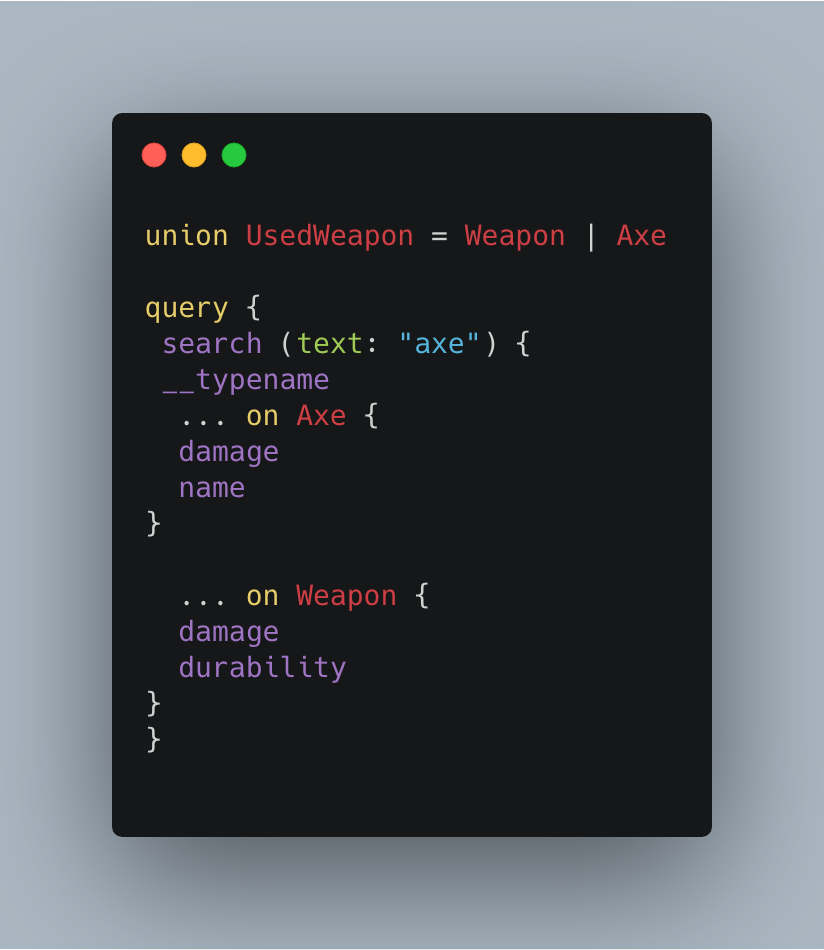 union UsedWeapon = Weapon | Axe

query {
 search (text: "axe") {
 __typename
  ... on Axe {
  damage
  name
}

  ... on Weapon {
  damage
  durability
}
}